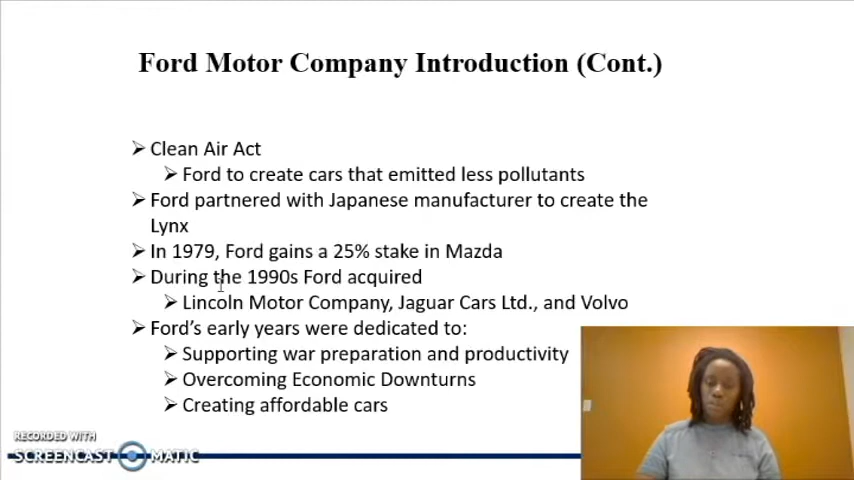 Ford Motor Company Introduction (Cont.)
➢ Clean Air Act
➢ Ford to create cars that emitted less pollutants
➢ Ford partnered with Japanese manufacturer to create the
Lynx
➢ In 1979, Ford gains a 25% stake in Mazda
➢ During the 1990s Ford acquired
➢ Lincoln Motor Company, Jaguar Cars Ltd., and Volvo
➢ Ford's early years were dedicated to:
➢ Supporting war preparation and productivity
➢ Overcoming Economic Downturns
➢ Creating affordable cars
RECORDED WITH
SCREENCAST MATIC